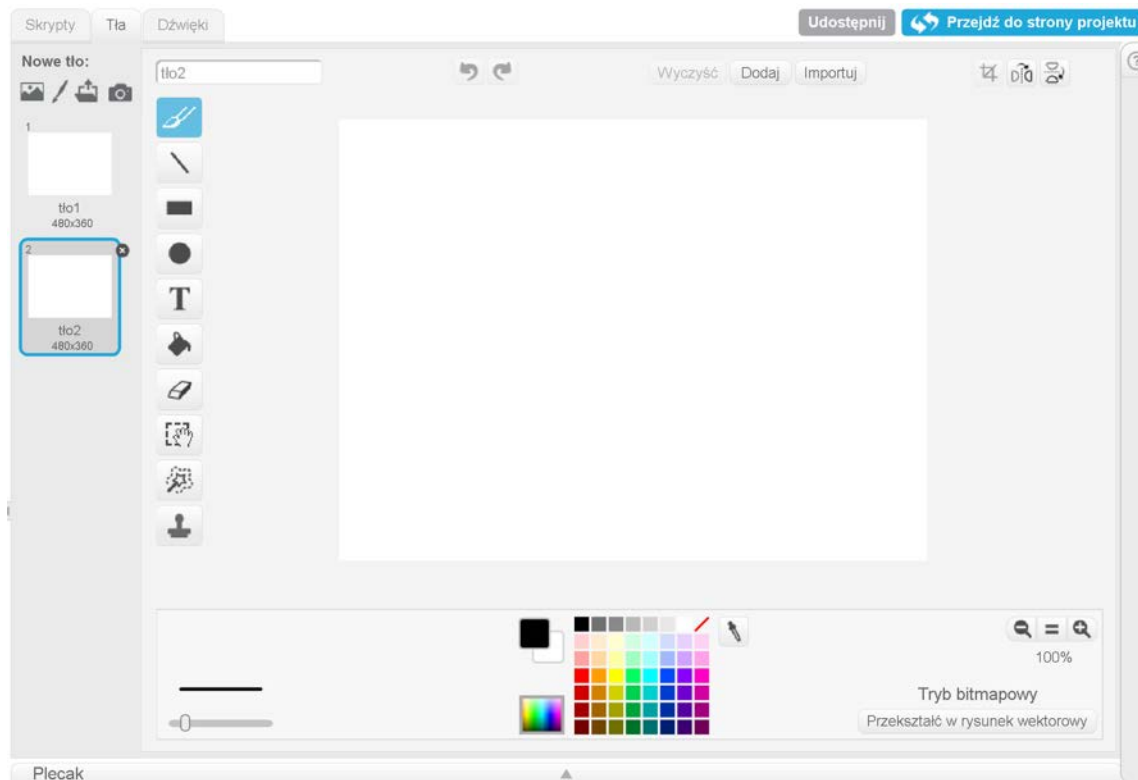 Skrypty
Tła
Dźwięki
Udostępnij
Przejdź do strony projektu
Nowe tło:
tło2
Wyczyść
Dodaj
Importuj
1
tło1
480x360
2
tło2
480x360
T
100%
Tryb bitmapowy
Przekształć w rysunek wektorowy
Plecak